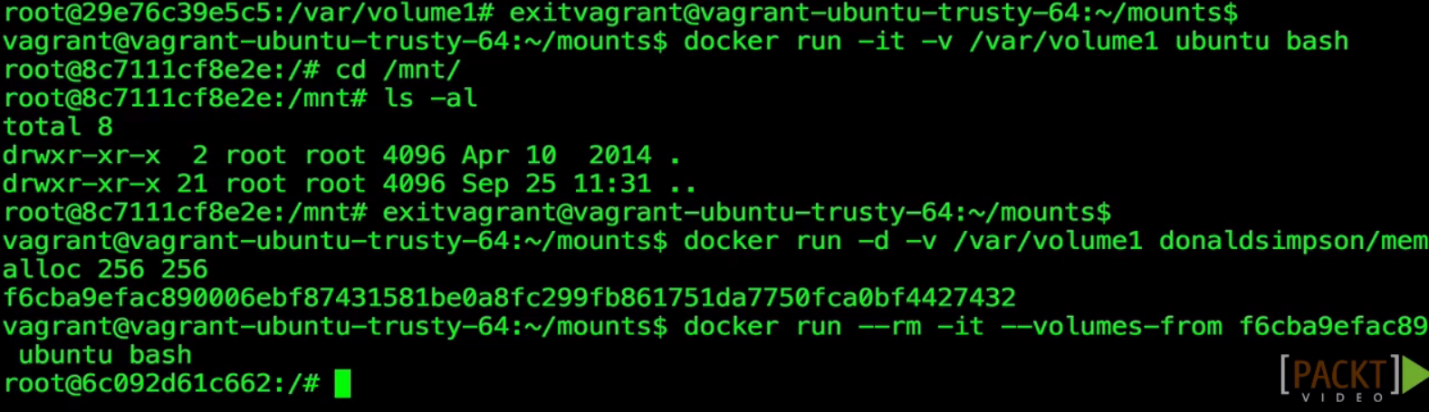 root@29e76c39e5c5:/var/volume1# exitvagrant@vagrant-ubuntu-trusty-64:~/mounts$
vagrant@vagrant-ubuntu-trusty-64:~/mounts$ docker run -it -v /var/volume1 ubuntu bash
root@8c7111cf8e2e:/# cd /mnt/
root@8c7111cf8e2e:/mnt# ls -al
total 8
drwxr-xr-x  2 root root 4096 Apr 10  2014 .
drwxr-xr-x 21 root root 4096 Sep 25 11:31 ..
root@8c7111cf8e2e:/mnt# exitvagrant@vagrant-ubuntu-trusty-64:~/mounts$
vagrant@vagrant-ubuntu-trusty-64:~/mounts$ docker run -d -v /var/volume1 donaldsimpson/mem
alloc 256 256
f6cba9efac890006ebf87431581be0a8fc299fb861751da7750fca0bf4427432
vagrant@vagrant-ubuntu-trusty-64:~/mounts$ docker run --rm -it --volumes-from f6cba9efac89
 ubuntu bash
root@6c092d61c662:/#
[PACKT]
VIDEO